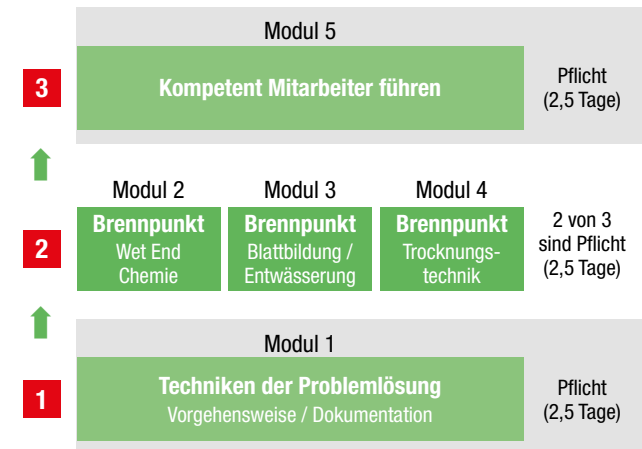 Modul 5
3
Kompetent Mitarbeiter führen
Pflicht
(2,5 Tage)
Modul 2
Modul 3
Modul 4
2
Brennpunkt
Wet End
Chemie
Brennpunkt
Blattbildung /
Entwässerung
Brennpunkt
Trocknungs-
technik
2 von 3
sind Pflicht
(2,5 Tage)
Modul 1
1
Techniken der Problemlösung
Vorgehensweise / Dokumentation
Pflicht
(2,5 Tage)